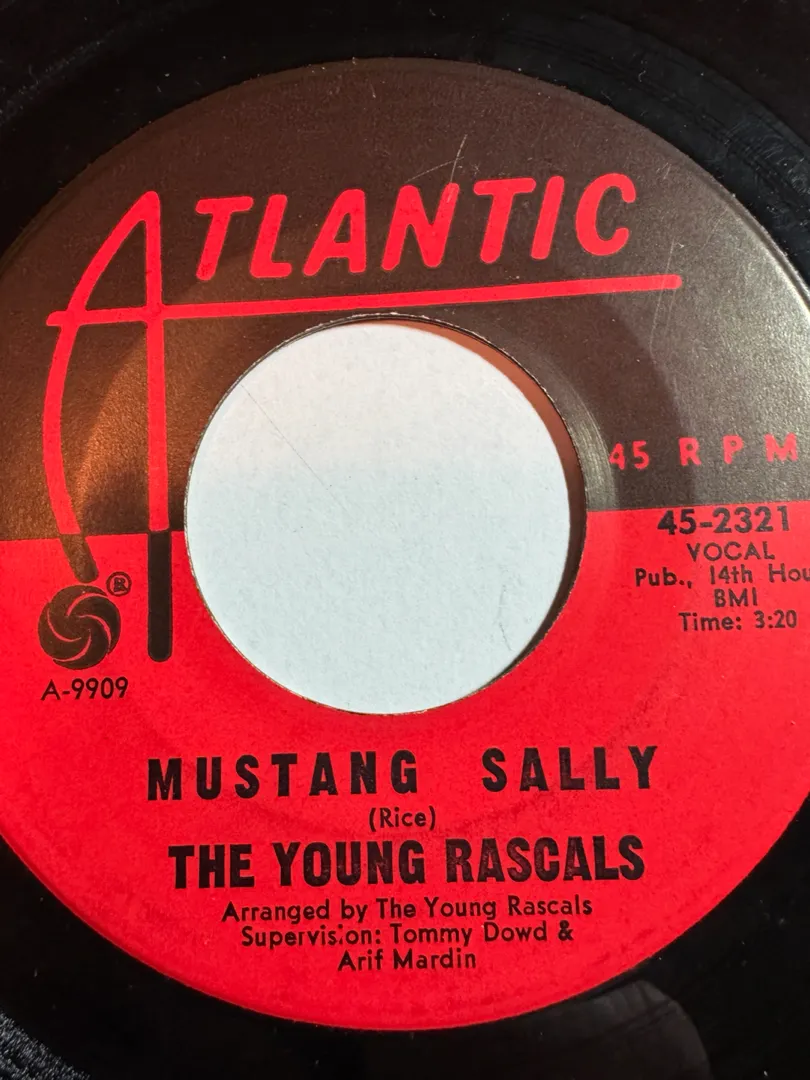 ATLANTIC
45 RPM
45-2321
VOCAL
Pub., 14th
BMI
Time: 3:20
®
A-9909
MUSTANG SALLY
(Rice)
THE YOUNG RASCALS
Arranged by The Young Rascals
Supervision: Tommy Dowd &
Arif Mardin